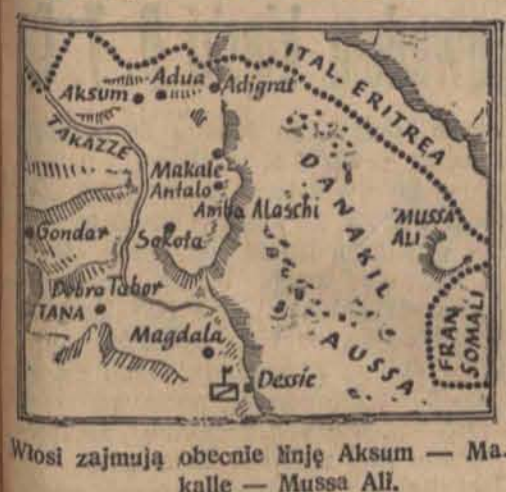 ITAL. ERITREA
Adua
Adigrat
Aksum
TAKAZZE
Makale
Antalo
DANAKIL
Amba Alaschi
MUSSA
ALI
Gondar
Sokota
Debra Tabor
TANA
AUSSA
FRAN.
SOMALI
Magdala
Dessie
Włosi zajmują obecnie linję Aksum — Ma-
kalle — Mussa Ali.